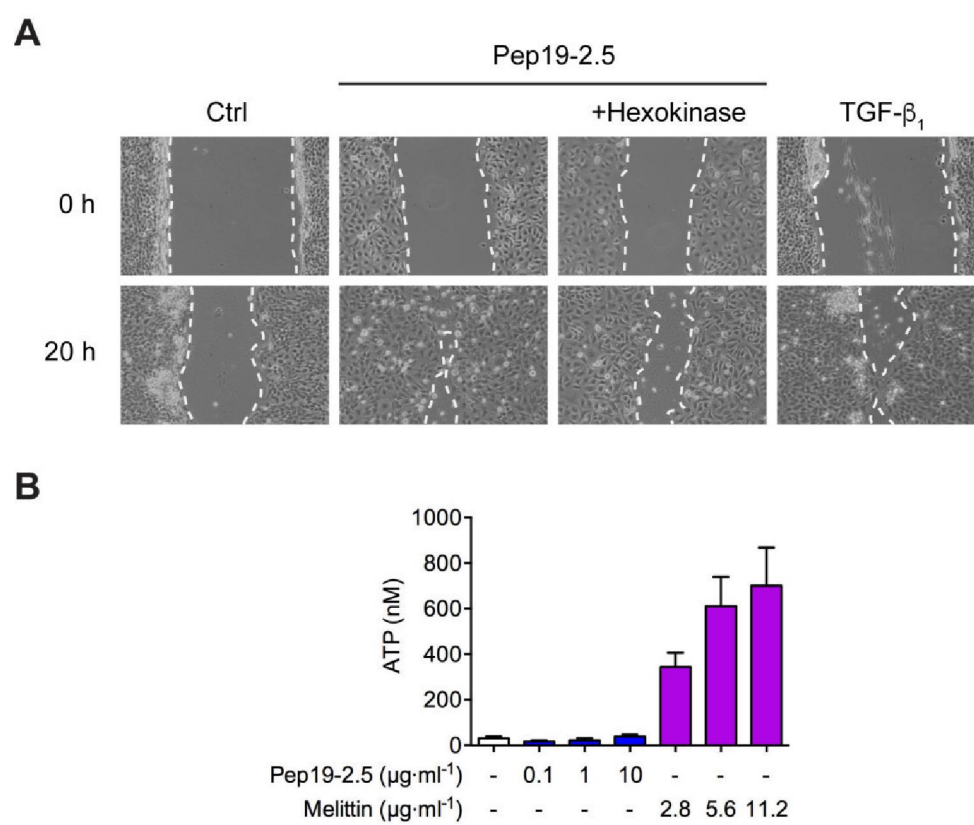 A
Pep19-2.5
Ctrl +Hexokinase TGF-β₁
0 h
20 h
B
1000
800
600
400
200
0
ATP (nM)
Pep19-2.5 (µg·ml⁻¹) - 0.1 1 10 - - -
Melittin (µg·ml⁻¹) - - - - 2.8 5.6 11.2